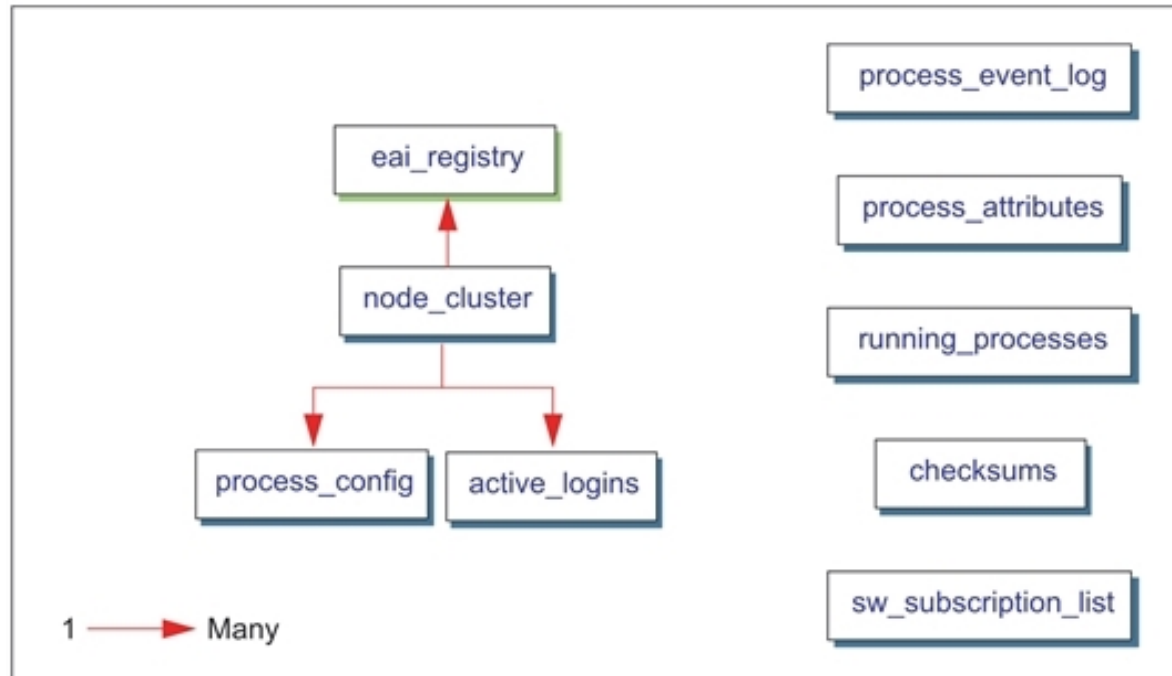 process_event_log
eai_registry
process_attributes
node_cluster
running_processes
process_config
active_logins
checksums
sw_subscription_list
1 Many